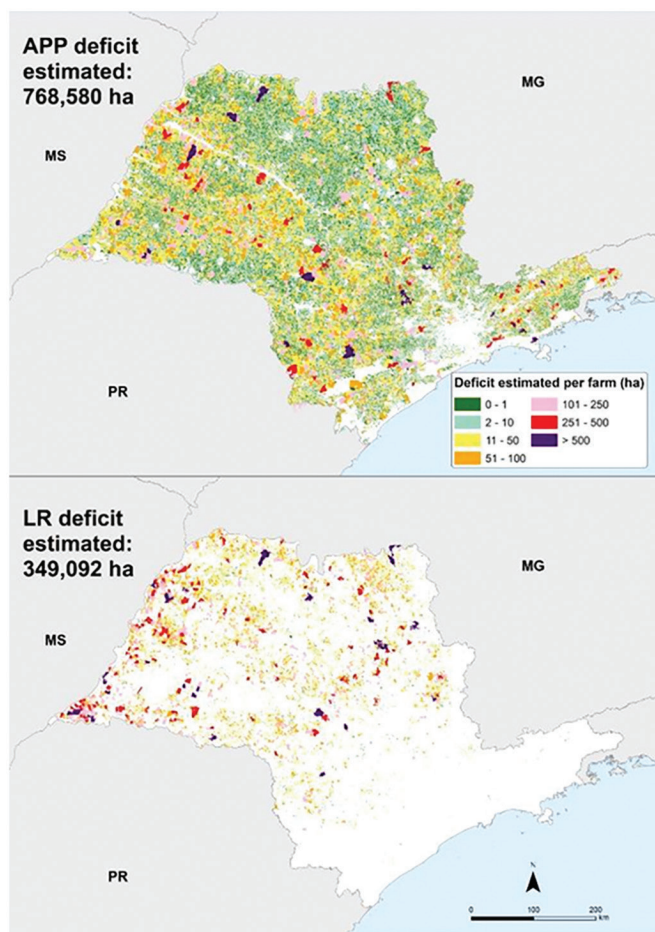 APP deficit
estimated:
768,580 ha
MG
MS
PR
Deficit estimated per farm (ha)
0 - 1
101 - 250
2 - 10
251 - 500
11 - 50
> 500
51 - 100
LR deficit
estimated:
349,092 ha
MG
MS
PR
N
0 100 200
km